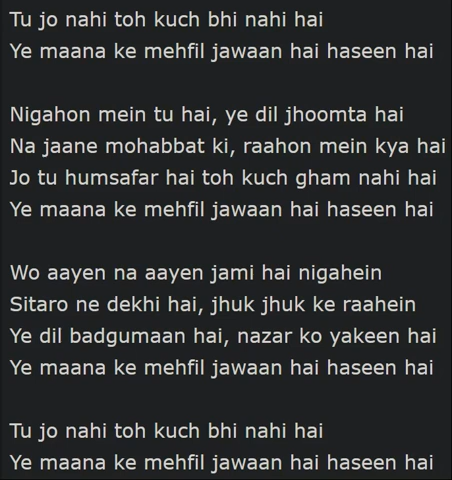 Tu jo nahi toh kuch bhi nahi hai
Ye maana ke mehfil jawaan hai haseen hai

Nigahon mein tu hai, ye dil jhoomta hai
Na jaane mohabbat ki, raahon mein kya hai
Jo tu humsafar hai toh kuch gham nahi hai
Ye maana ke mehfil jawaan hai haseen hai

Wo aayen na aayen jami hai nigahein
Sitaro ne dekhi hai, jhuk jhuk ke raahein
Ye dil badgumaan hai, nazar ko yakeen hai
Ye maana ke mehfil jawaan hai haseen hai

Tu jo nahi toh kuch bhi nahi hai
Ye maana ke mehfil jawaan hai haseen hai